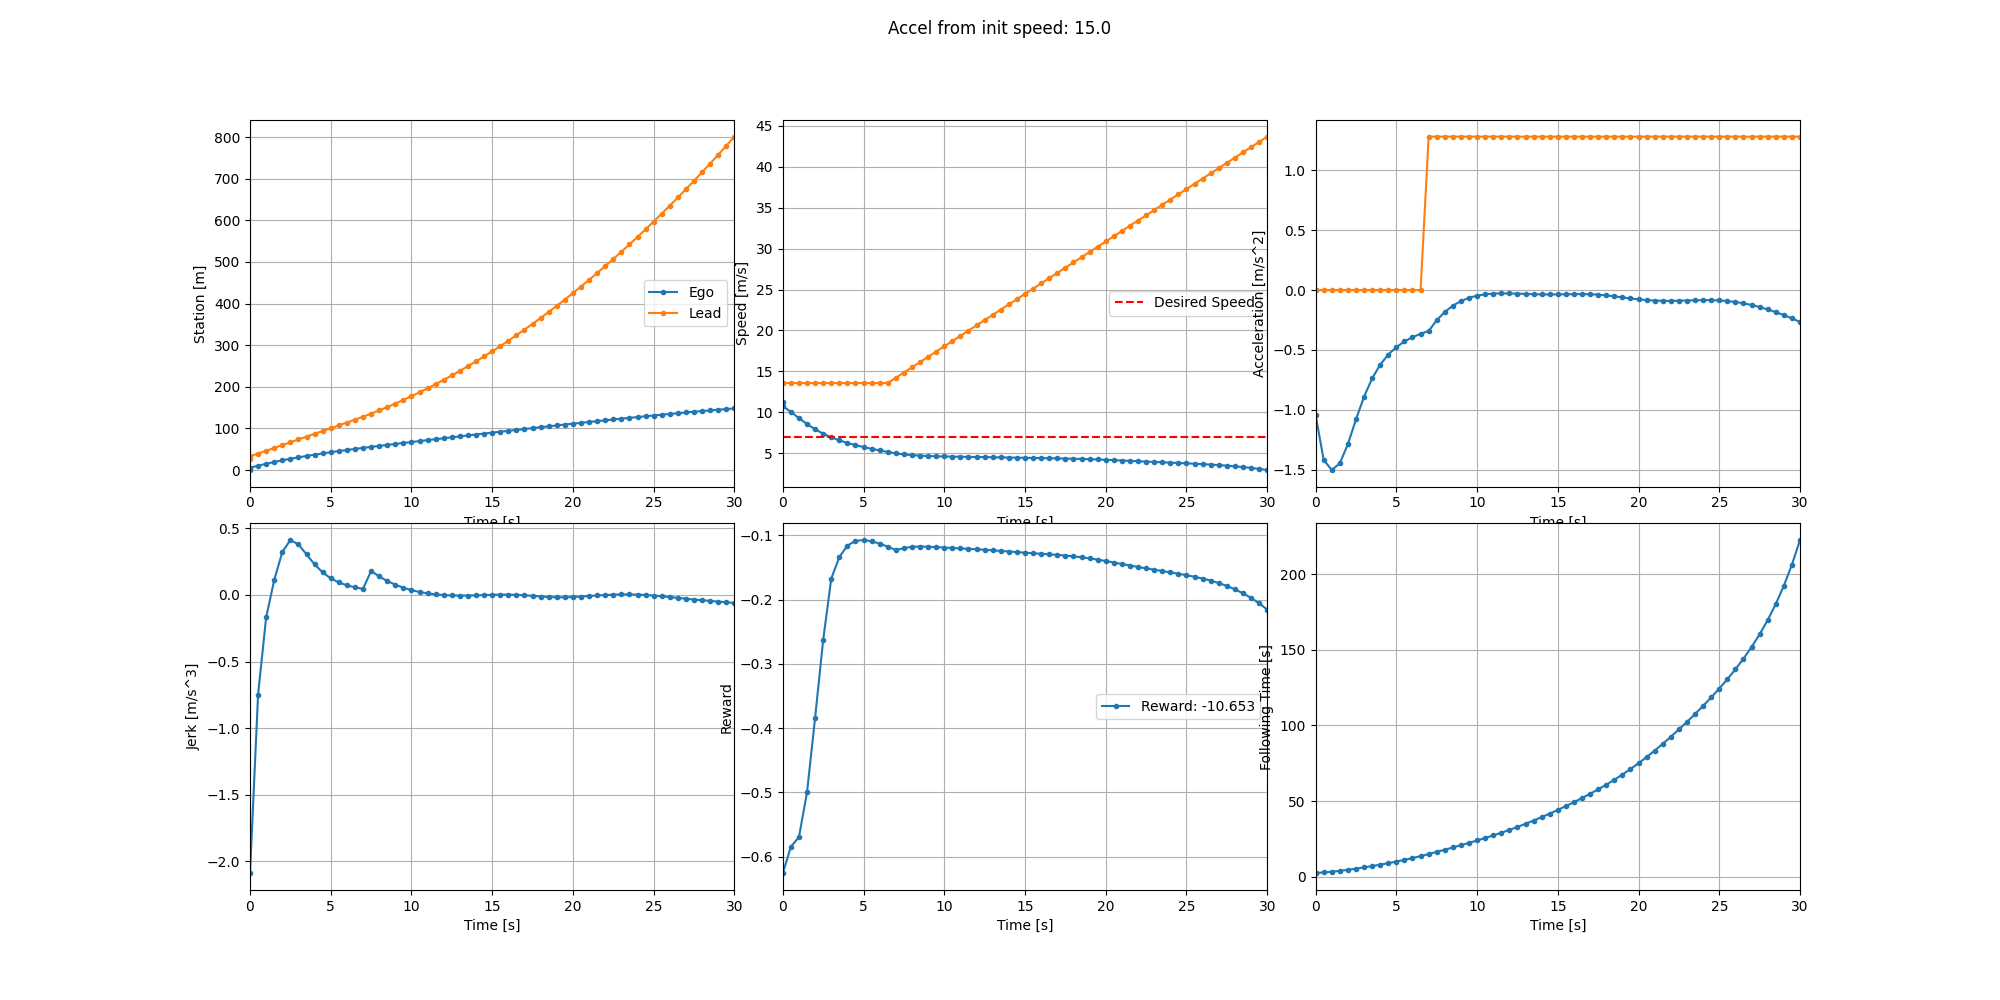 Accel from init speed: 15.0
800
700
600
500
400
300
200
100
0
Station [m]
Ego
Lead
0 5 10 15 20 25 30
Time [s]
45
40
35
30
25
20
15
10
5
Speed [m/s]
Desired Speed
0 5 10 15 20 25 30
Time [s]
1.0
0.5
0.0
−0.5
−1.0
−1.5
Acceleration [m/s^2]
0 5 10 15 20 25 30
Time [s]
0.5
0.0
−0.5
−1.0
−1.5
−2.0
Jerk [m/s^3]
0 5 10 15 20 25 30
Time [s]
−0.1
−0.2
−0.3
−0.4
−0.5
−0.6
Reward
Reward: -10.653
0 5 10 15 20 25 30
Time [s]
200
150
100
50
0
Following Time [s]
0 5 10 15 20 25 30
Time [s]